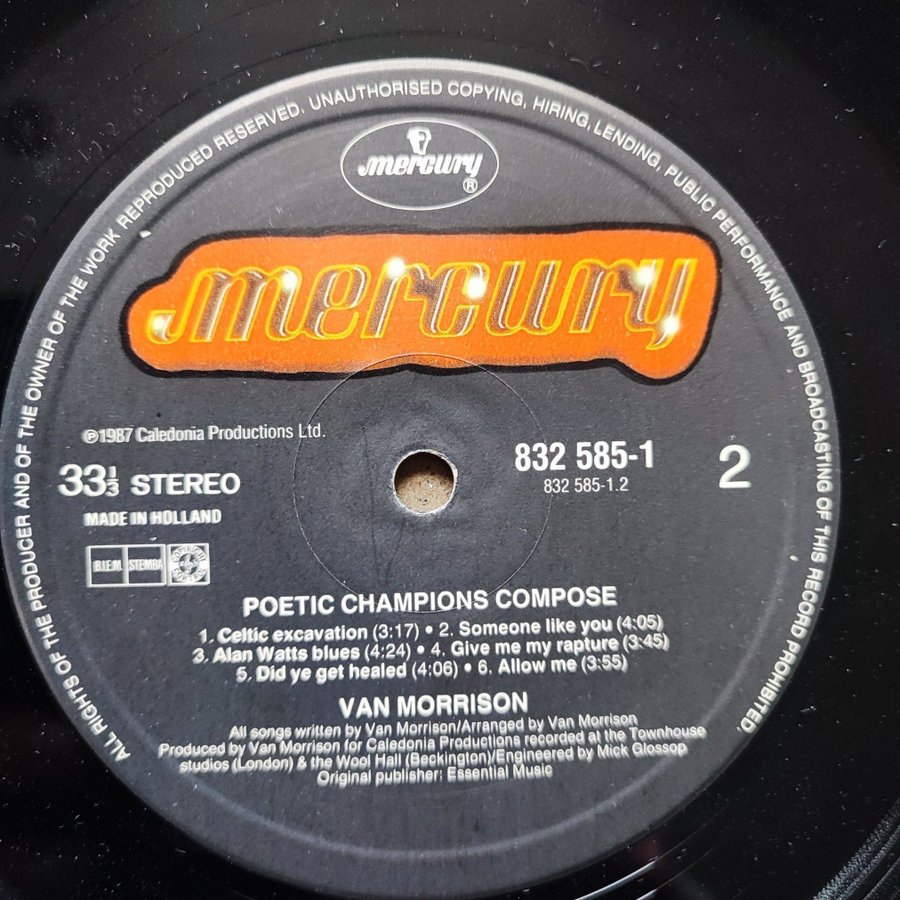 ALL RIGHTS OF THE PRODUCER AND OF THE OWNER OF THE WORK REPRODUCED RESERVED. UNAUTHORISED COPYING, HIRING, LENDING, PUBLIC PERFORMANCE AND BROADCASTING OF THIS RECORD PROHIBITED.
mercury ®
mercury
℗1987 Caledonia Productions Ltd.
33⅓ STEREO
MADE IN HOLLAND
B.I.E.M. STEMRA COPYRIGHT CONTROL
832 585-1
832 585-1.2
2
POETIC CHAMPIONS COMPOSE
1. Celtic excavation (3:17) • 2. Someone like you (4:05)
3. Alan Watts blues (4:24) • 4. Give me my rapture (3:45)
5. Did ye get healed (4:06) • 6. Allow me (3:55)
VAN MORRISON
All songs written by Van Morrison/Arranged by Van Morrison
Produced by Van Morrison for Caledonia Productions recorded at the Townhouse
studios (London) & the Wool Hall (Beckington)/Engineered by Mick Glossop
Original publisher: Essential Music